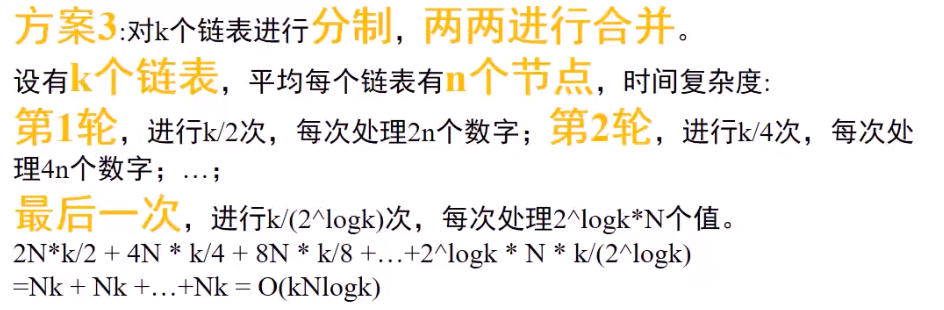 方案3:对k个链表进行分制，两两进行合并。
设有k个链表，平均每个链表有n个节点，时间复杂度:
第1轮，进行k/2次，每次处理2n个数字；第2轮，进行k/4次，每次处
理4n个数字；…；
最后一次，进行k/(2^logk)次，每次处理2^logk*N个值。
2N*k/2 + 4N * k/4 + 8N * k/8 +…+2^logk * N * k/(2^logk)
=Nk + Nk +…+Nk = O(kNlogk)